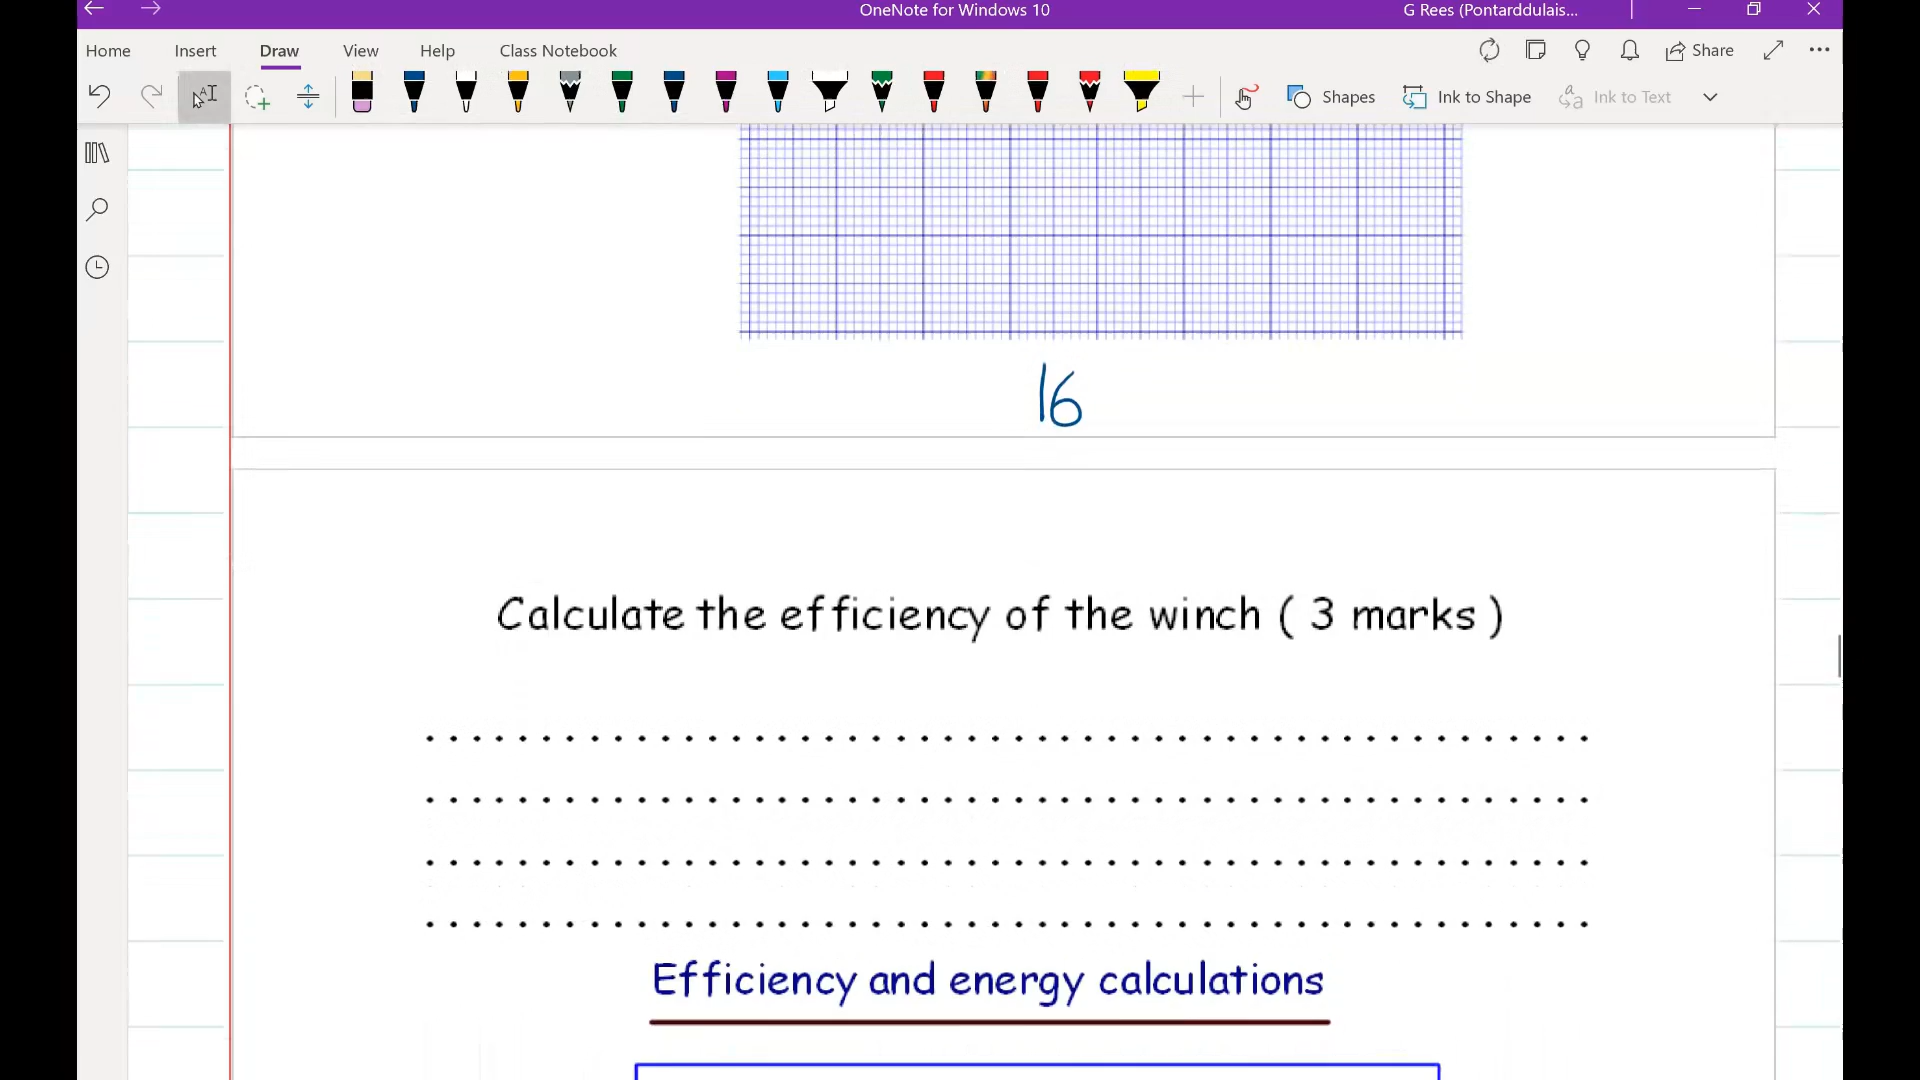 OneNote for Windows 10
G Rees (Pontarddulais...
Home Insert Draw View Help Class Notebook
Share
Shapes Ink to Shape Ink to Text
16
Calculate the efficiency of the winch ( 3 marks )
Efficiency and energy calculations